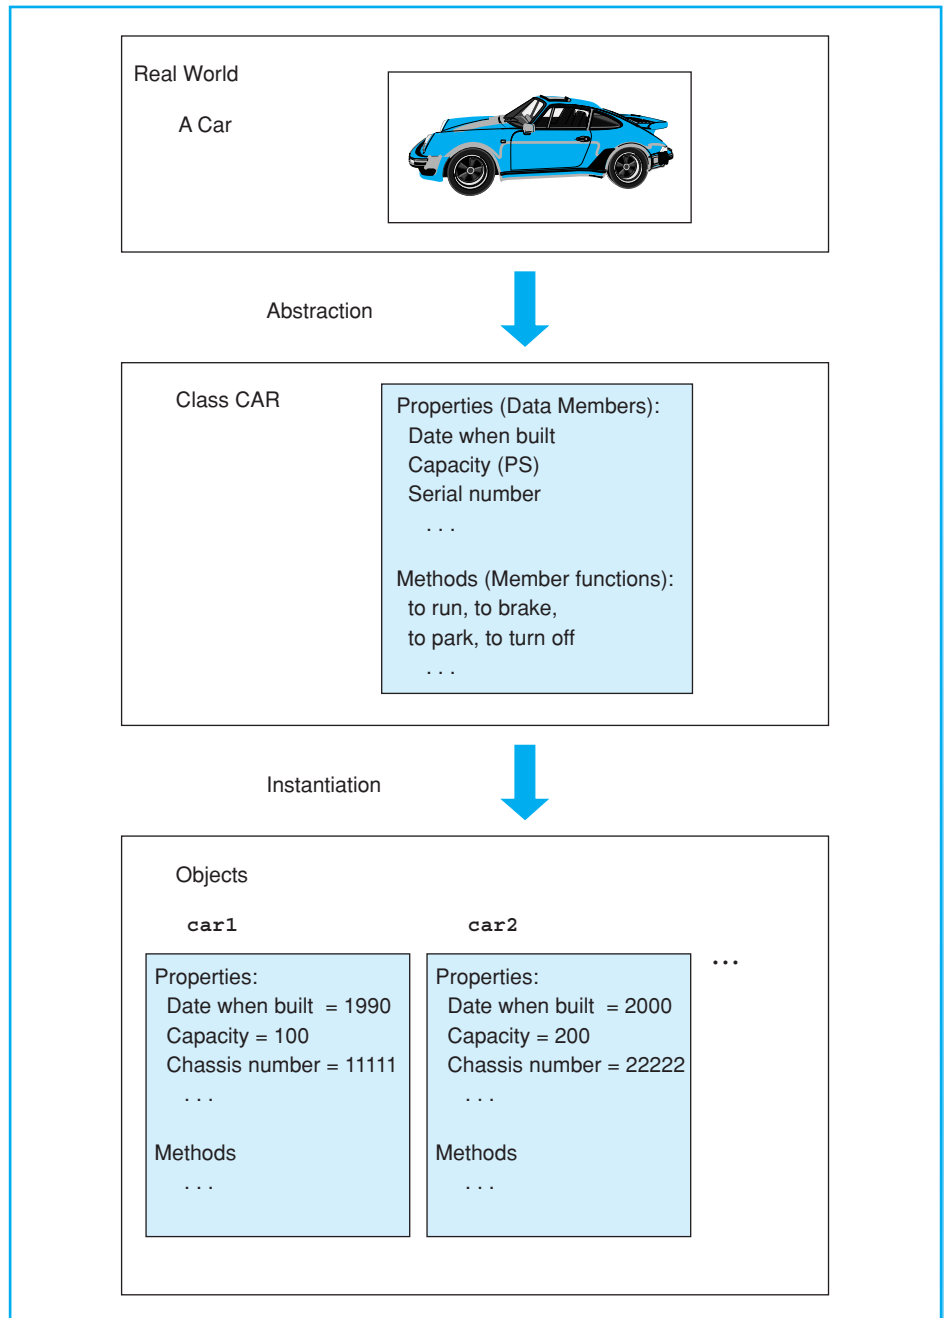 Real World
A Car
Abstraction
Class CAR
Properties (Data Members):
Date when built
Capacity (PS)
Serial number
. . .
Methods (Member functions):
to run, to brake,
to park, to turn off
. . .
Instantiation
Objects
car1
Properties:
Date when built = 1990
Capacity = 100
Chassis number = 11111
. . .
Methods
. . .
car2
Properties:
Date when built = 2000
Capacity = 200
Chassis number = 22222
. . .
Methods
. . .
...